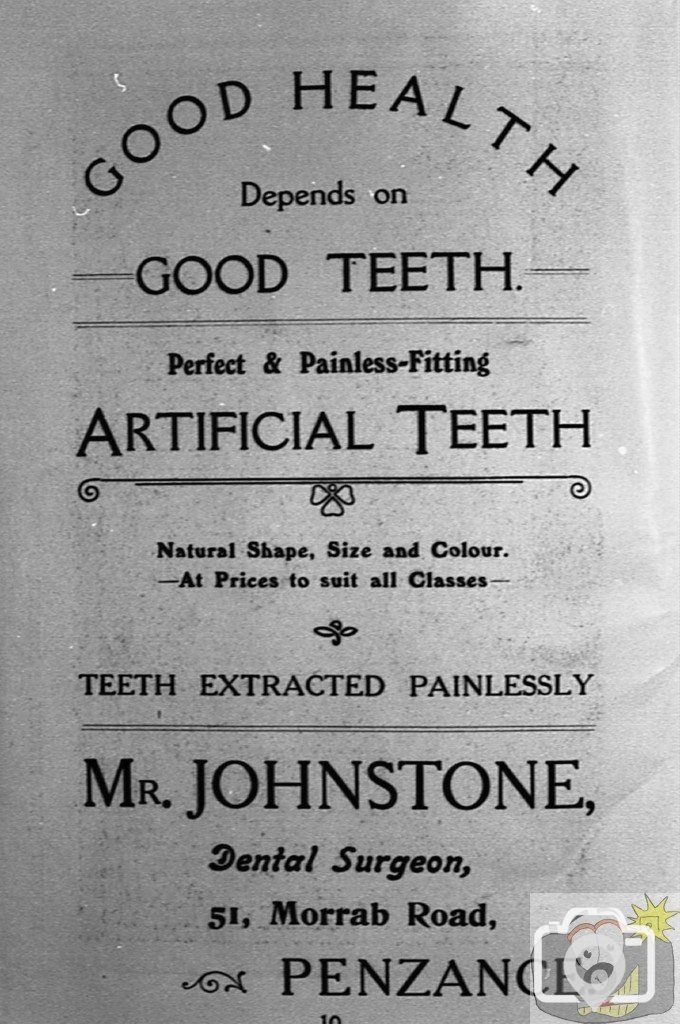 GOOD HEALTH
Depends on
GOOD TEETH.
Perfect & Painless-Fitting
ARTIFICIAL TEETH
Natural Shape, Size and Colour.
—At Prices to suit all Classes—
TEETH EXTRACTED PAINLESSLY
MR. JOHNSTONE,
Dental Surgeon,
51, Morrab Road,
PENZANCE.
10